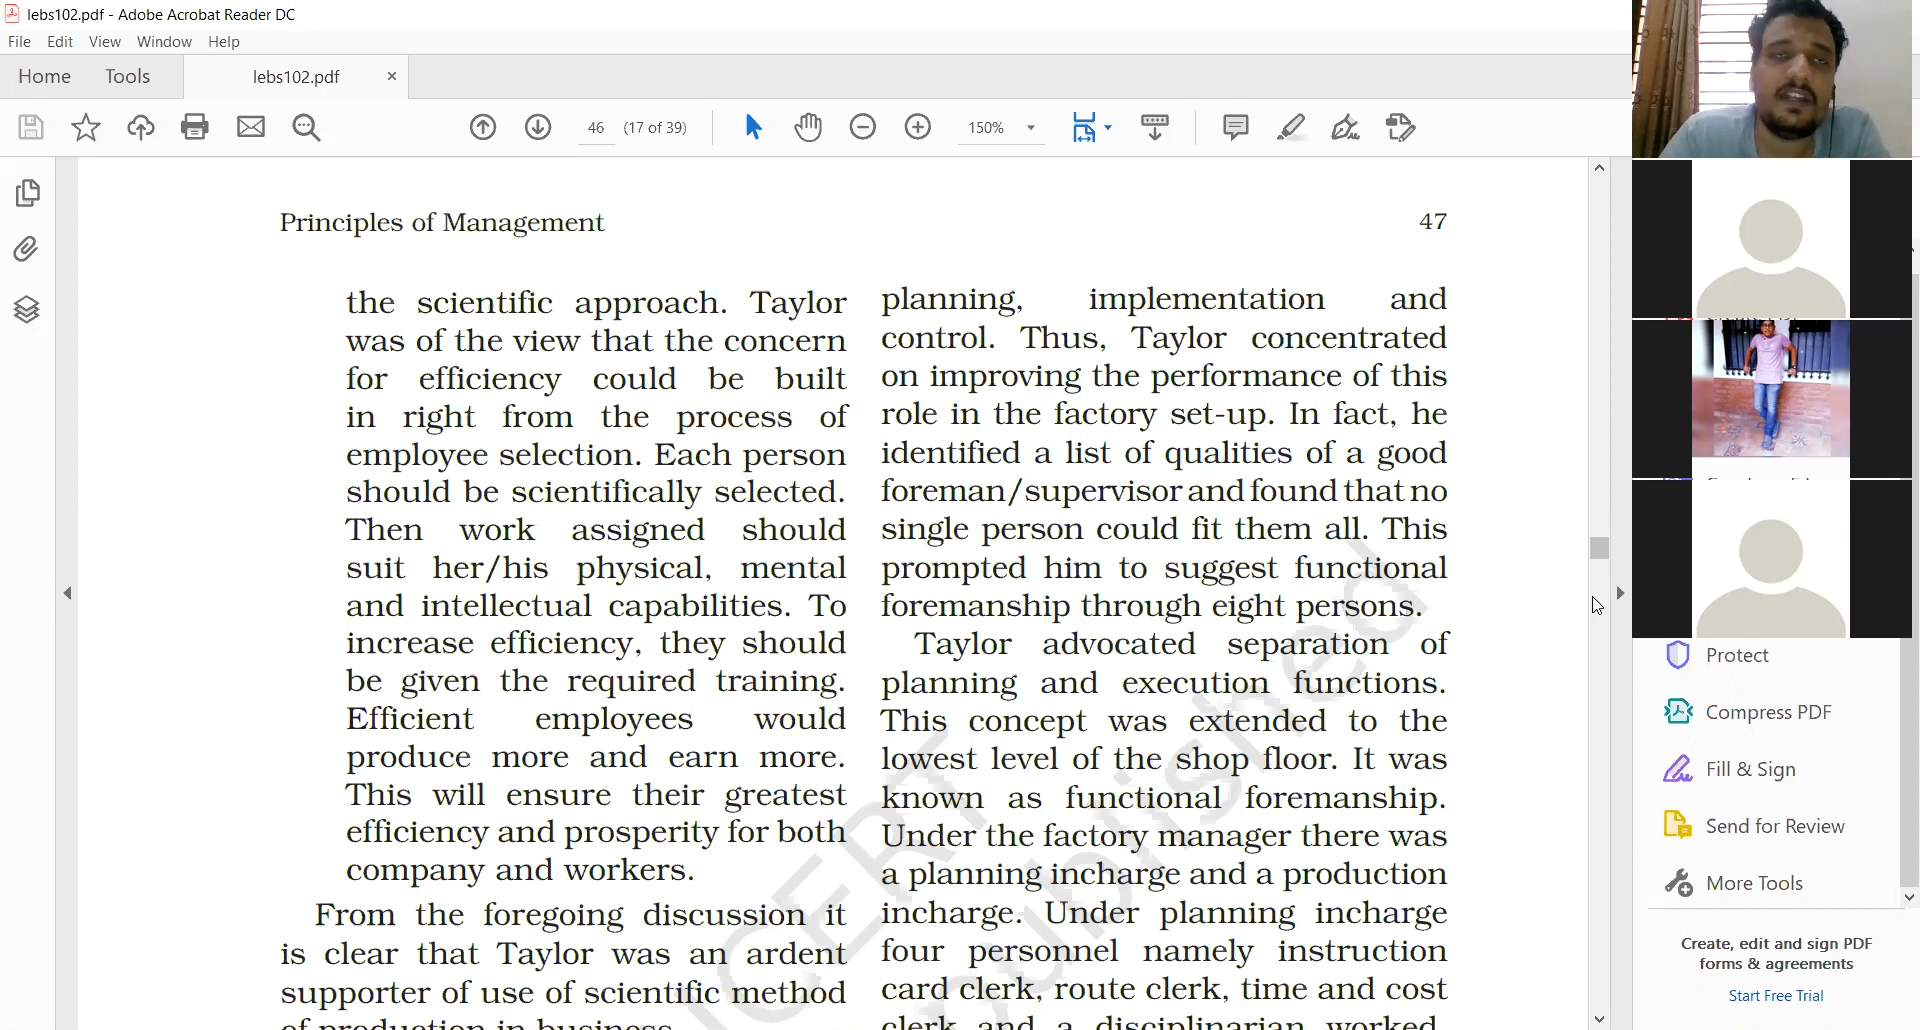 lebs102.pdf - Adobe Acrobat Reader DC
File Edit View Window Help
Home Tools lebs102.pdf ×
46 (17 of 39) 150%
Principles of Management 47
the scientific approach. Taylor
was of the view that the concern
for efficiency could be built
in right from the process of
employee selection. Each person
should be scientifically selected.
Then work assigned should
suit her/his physical, mental
and intellectual capabilities. To
increase efficiency, they should
be given the required training.
Efficient employees would
produce more and earn more.
This will ensure their greatest
efficiency and prosperity for both
company and workers.
From the foregoing discussion it
is clear that Taylor was an ardent
supporter of use of scientific method
of production in business.
planning, implementation and
control. Thus, Taylor concentrated
on improving the performance of this
role in the factory set-up. In fact, he
identified a list of qualities of a good
foreman/supervisor and found that no
single person could fit them all. This
prompted him to suggest functional
foremanship through eight persons.
Taylor advocated separation of
planning and execution functions.
This concept was extended to the
lowest level of the shop floor. It was
known as functional foremanship.
Under the factory manager there was
a planning incharge and a production
incharge. Under planning incharge
four personnel namely instruction
card clerk, route clerk, time and cost
clerk and a disciplinarian worked.
Protect
Compress PDF
Fill & Sign
Send for Review
More Tools
Create, edit and sign PDF
forms & agreements
Start Free Trial